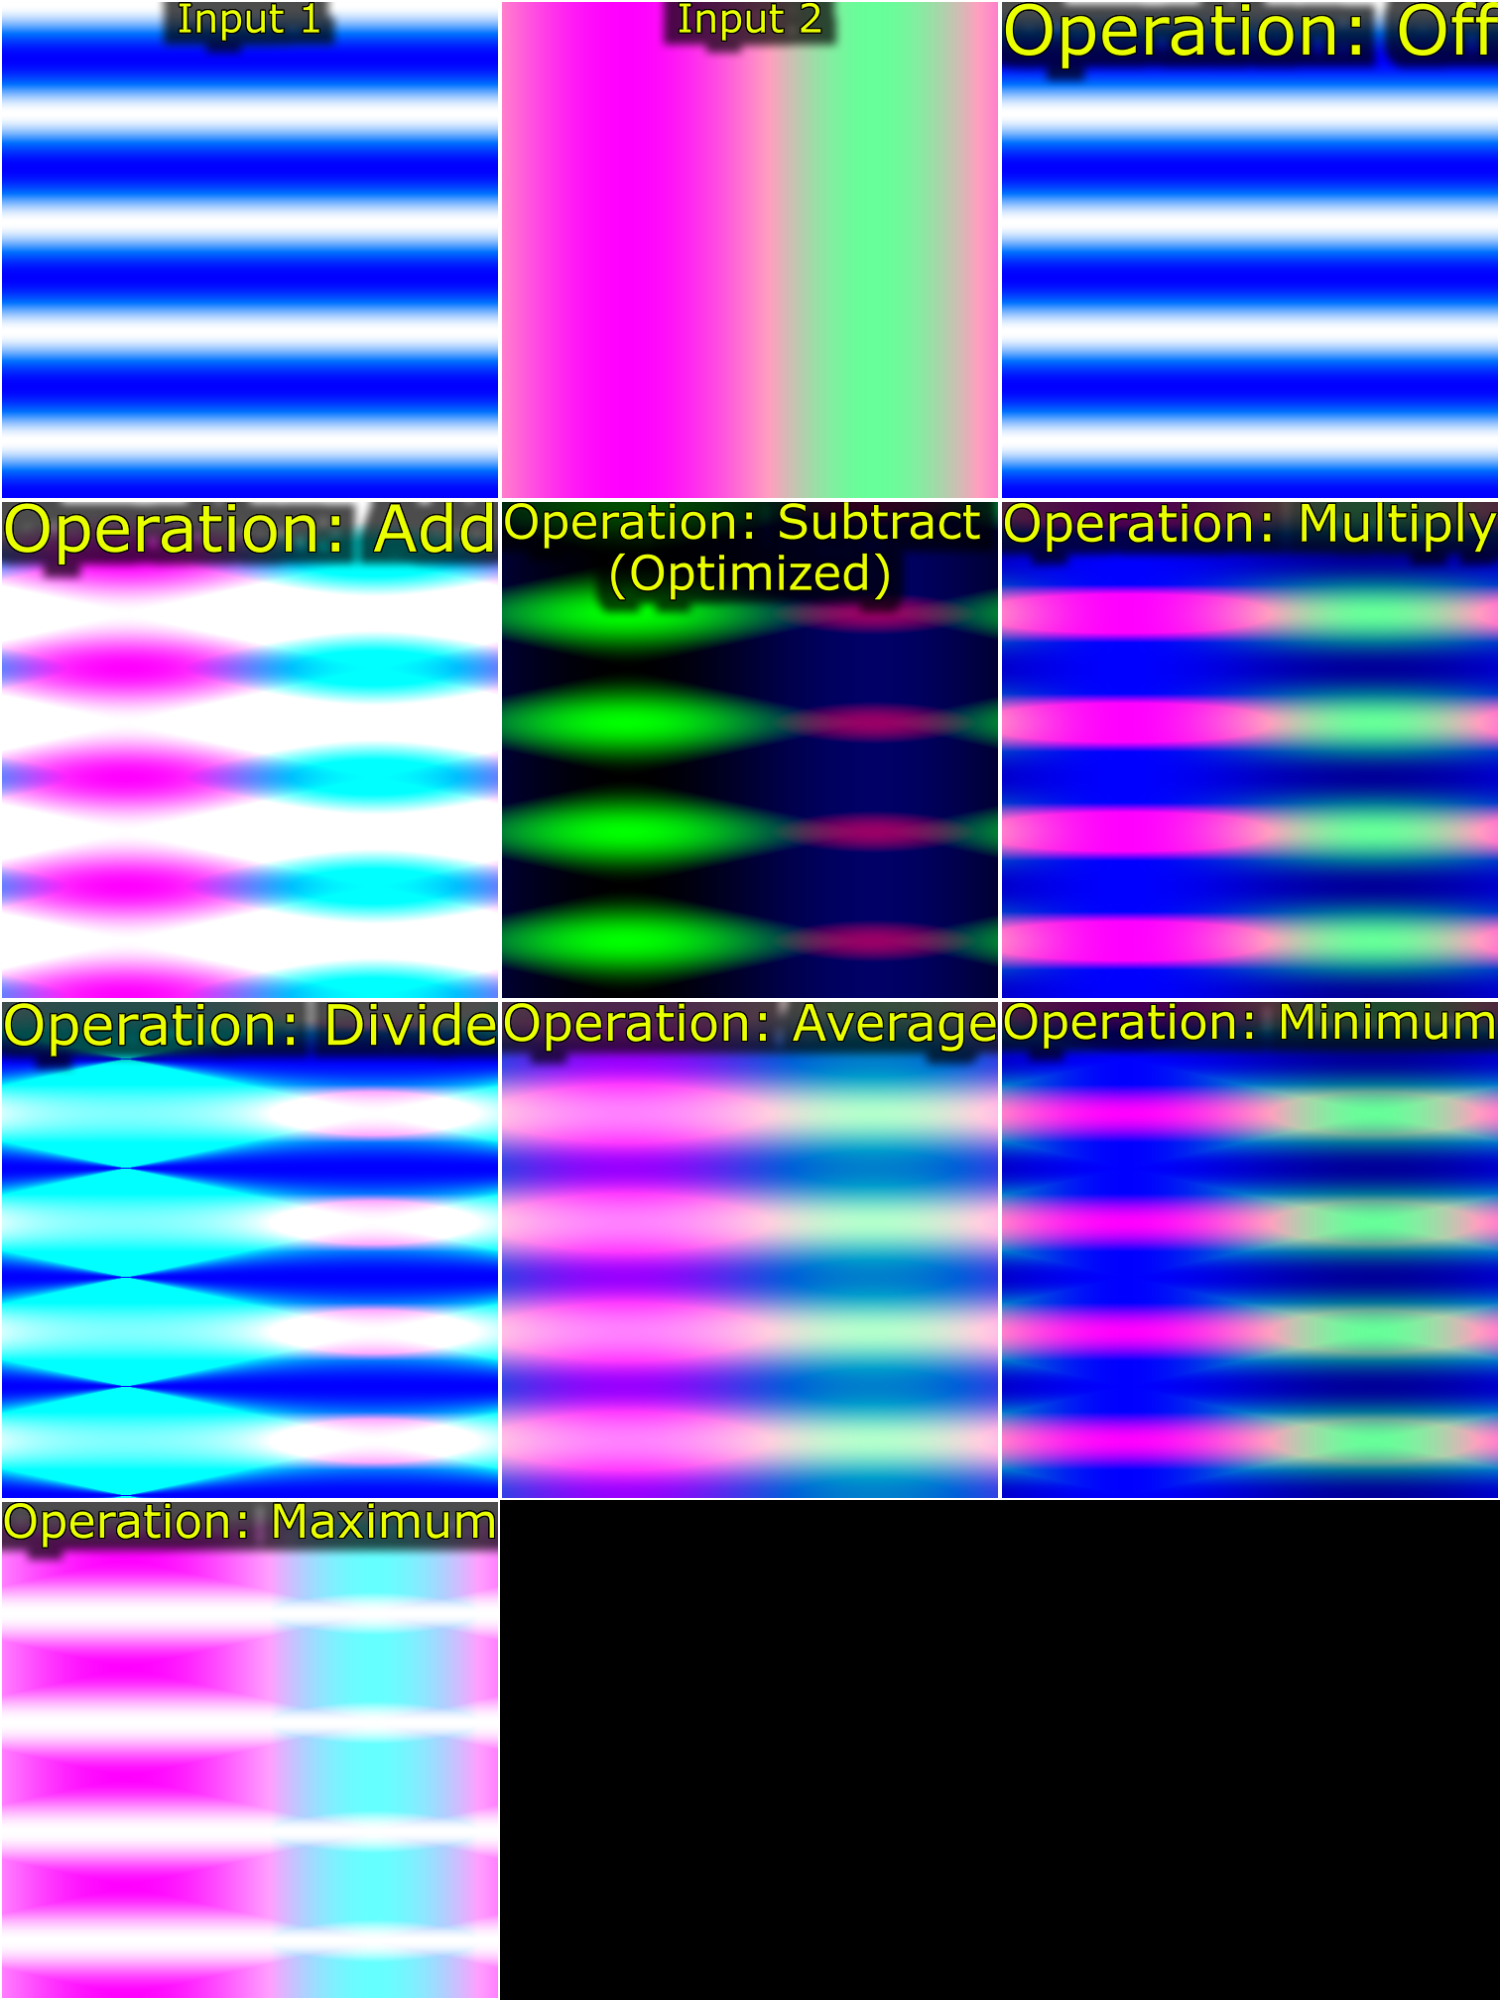 Input 1
Input 2
Operation: Off
Operation: Add
Operation: Subtract
(Optimized)
Operation: Multiply
Operation: Divide
Operation: Average
Operation: Minimum
Operation: Maximum